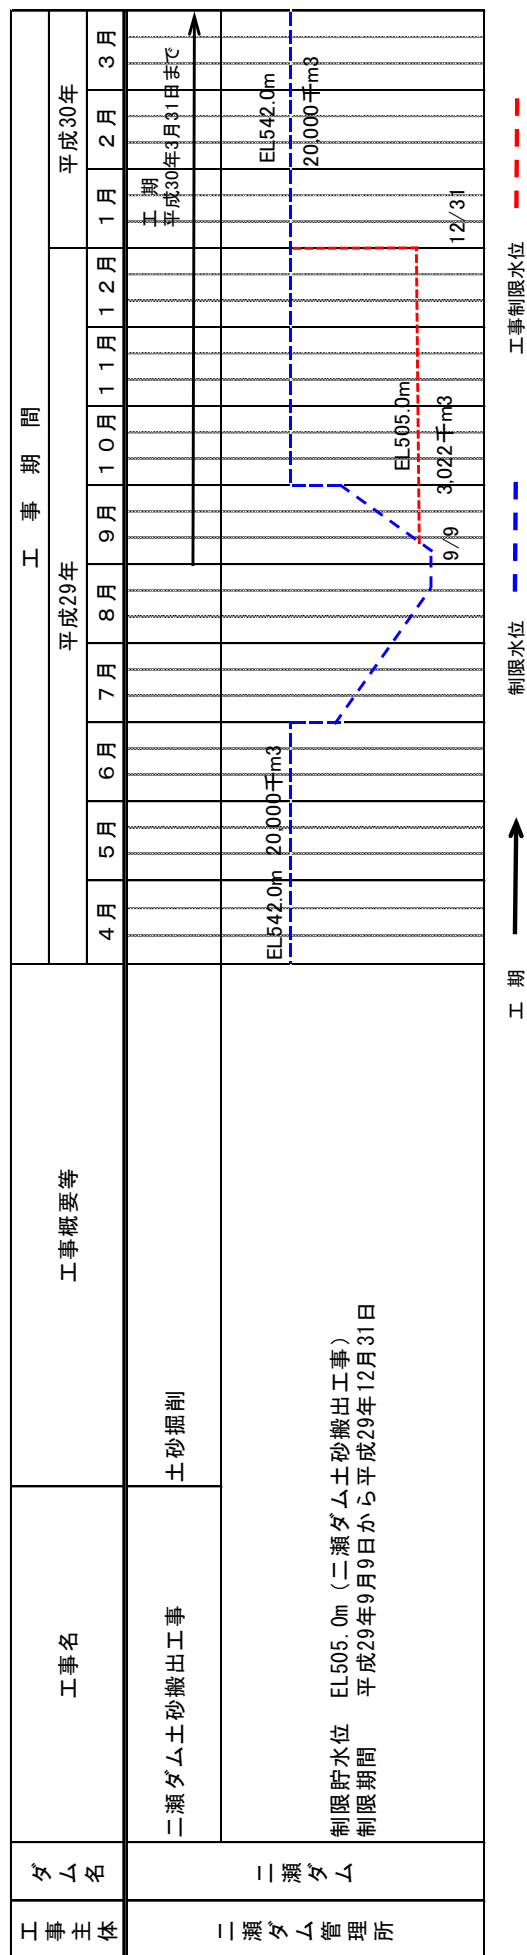 工事主体
ダム名
工事名
工事概要等
工 事 期 間
平成29年
平成30年
4月
5月
6月
7月
8月
9月
10月
11月
12月
1月
2月
3月
二瀬ダム管理所
二瀬ダム
二瀬ダム土砂搬出工事
土砂掘削
工 期
平成30年3月31日まで
制限貯水位 EL505.0m（二瀬ダム土砂搬出工事）
制限期間 平成29年9月9日から平成29年12月31日
EL542.0m 20,000千m3
9/9
EL505.0m
3,022千m3
12/31
EL542.0m
20,000千m3
工 期
制限水位
工事制限水位